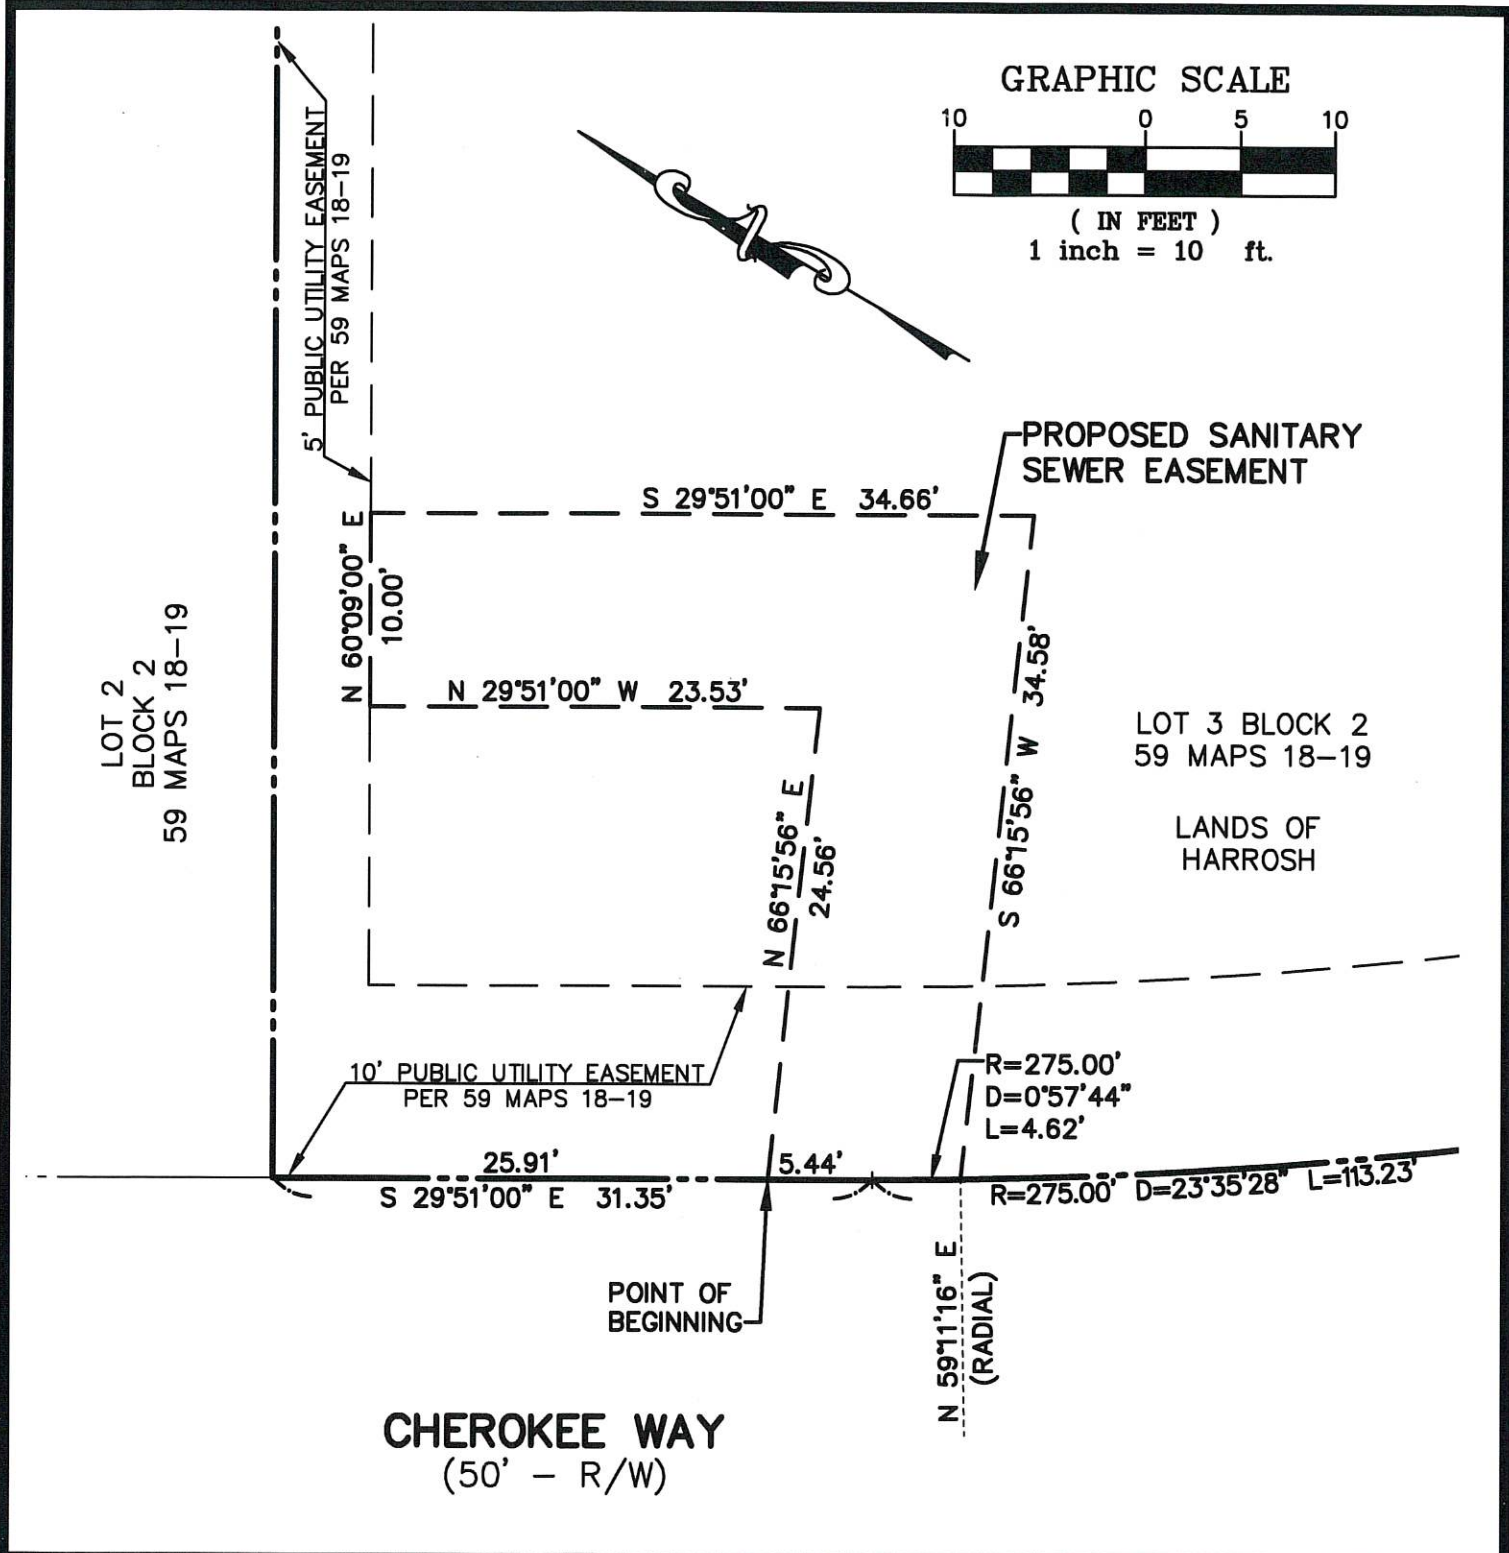 GRAPHIC SCALE
10 0 5 10
( IN FEET )
1 inch = 10 ft.
5' PUBLIC UTILITY EASEMENT
PER 59 MAPS 18-19
PROPOSED SANITARY
SEWER EASEMENT
S 29°51'00" E 34.66'
N 60°09'00" E
10.00'
N 29°51'00" W 23.53'
S 66°15'56" W 34.58'
N 66°15'56" E
24.56'
LOT 2
BLOCK 2
59 MAPS 18-19
LOT 3 BLOCK 2
59 MAPS 18-19
LANDS OF
HARROSH
10' PUBLIC UTILITY EASEMENT
PER 59 MAPS 18-19
R=275.00'
D=0°57'44"
L=4.62'
25.91' 5.44'
S 29°51'00" E 31.35'
R=275.00' D=23°35'28" L=113.23'
POINT OF
BEGINNING
N 59°11'16" E
(RADIAL)
CHEROKEE WAY
(50' - R/W)